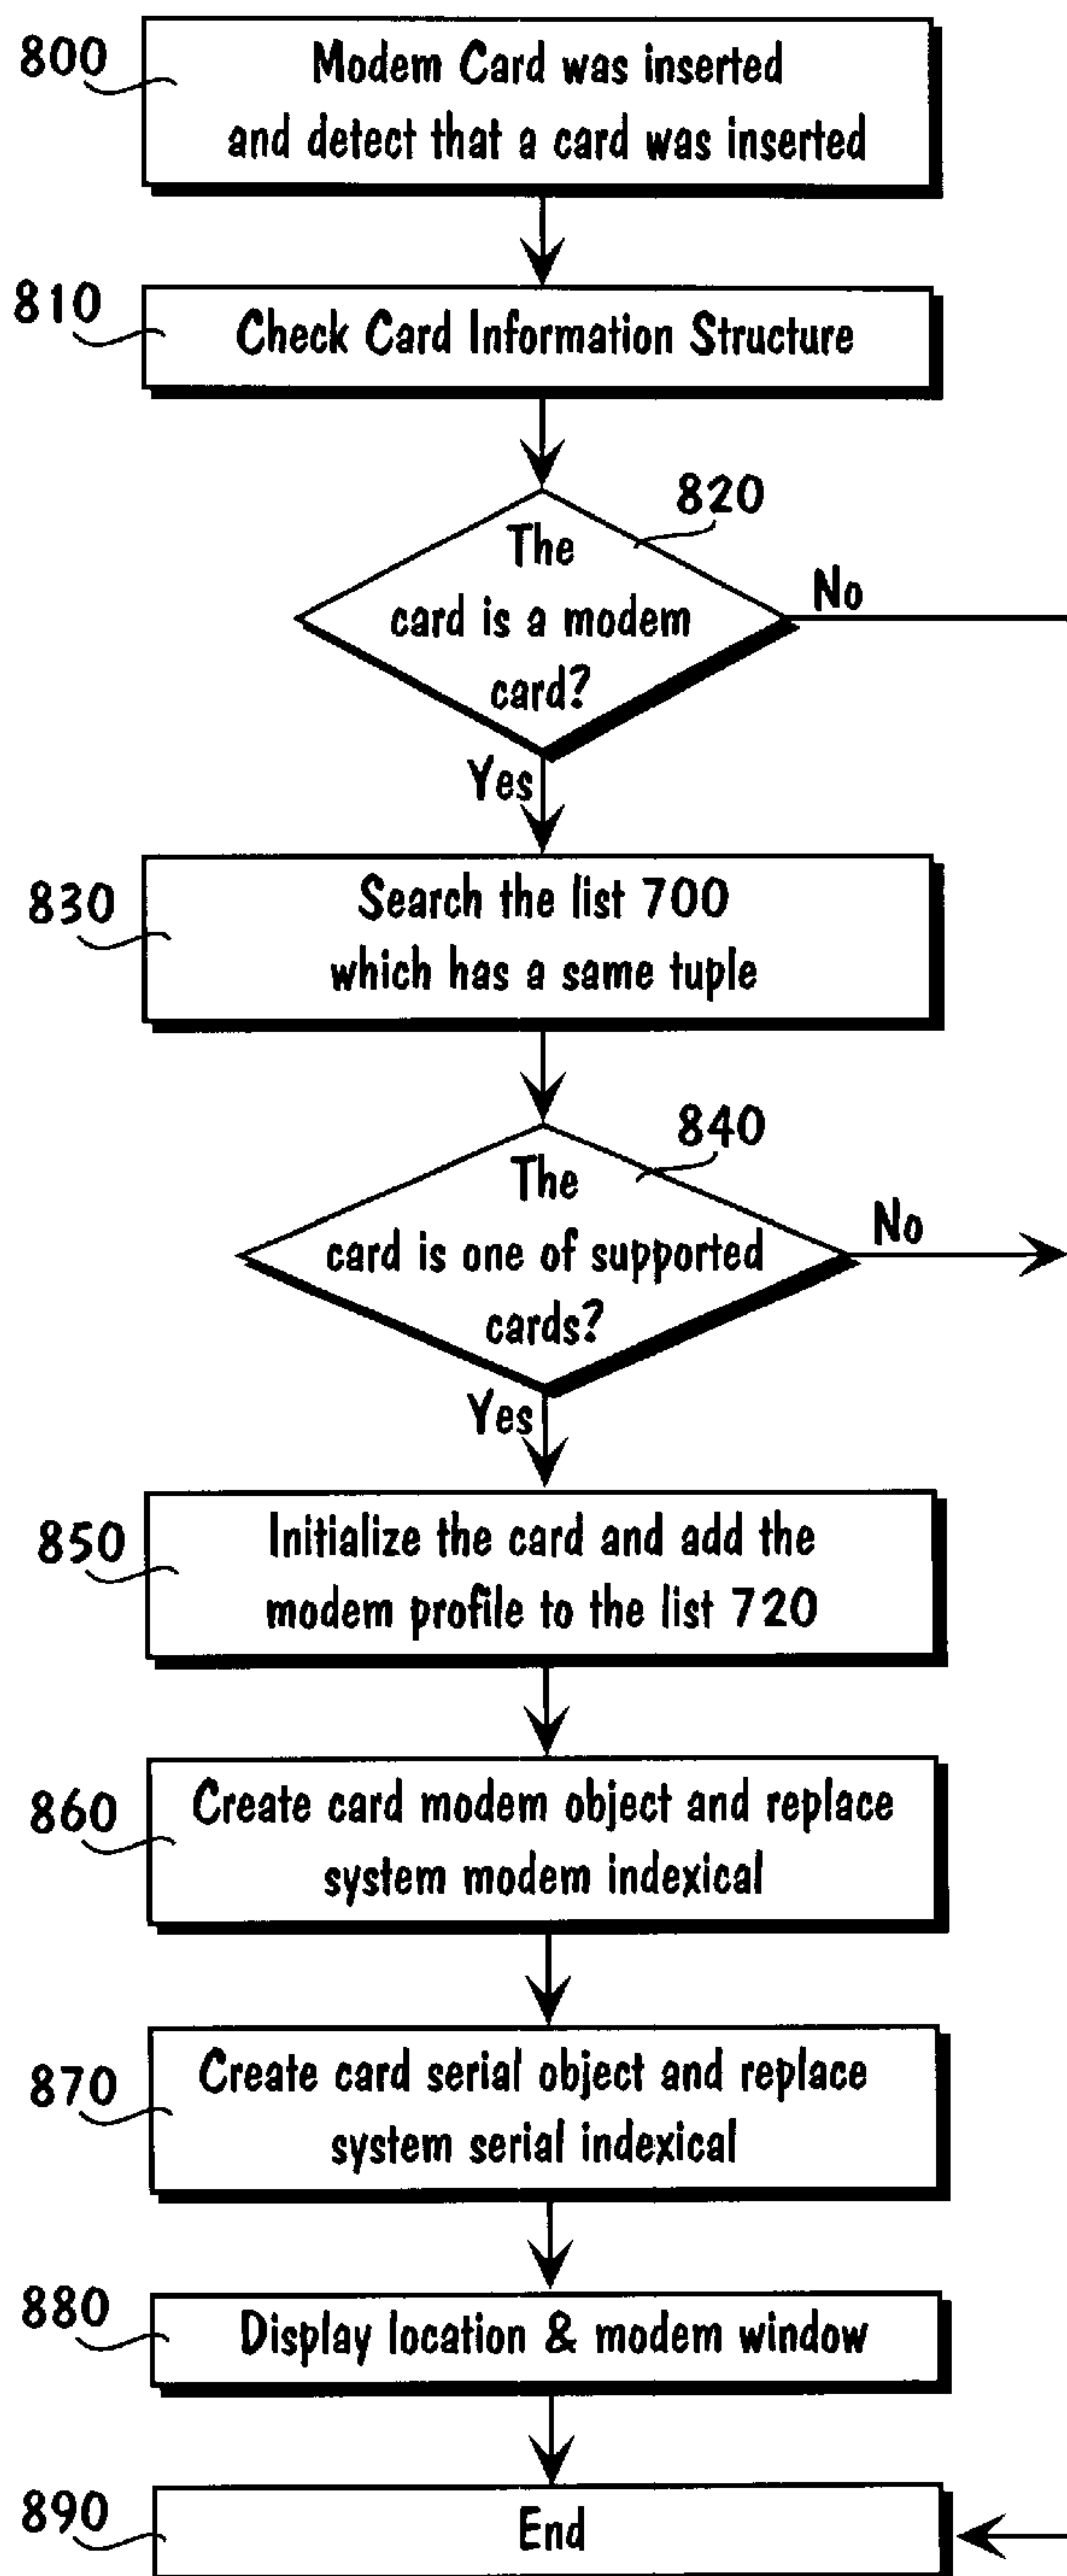 800
Modem Card was inserted
and detect that a card was inserted
810
Check Card Information Structure
820
The
card is a modem
card?
No
Yes
830
Search the list 700
which has a same tuple
840
The
card is one of supported
cards?
No
Yes
850
Initialize the card and add the
modem profile to the list 720
860
Create card modem object and replace
system modem indexical
870
Create card serial object and replace
system serial indexical
880
Display location & modem window
890
End